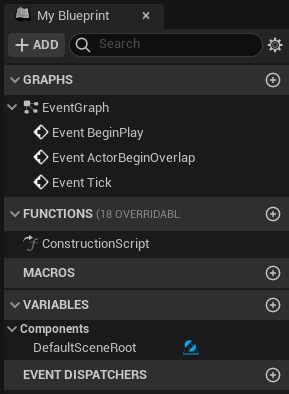 My Blueprint
+ ADD Search
GRAPHS
EventGraph
Event BeginPlay
Event ActorBeginOverlap
Event Tick
FUNCTIONS (18 OVERRIDABL
ConstructionScript
MACROS
VARIABLES
Components
DefaultSceneRoot
EVENT DISPATCHERS